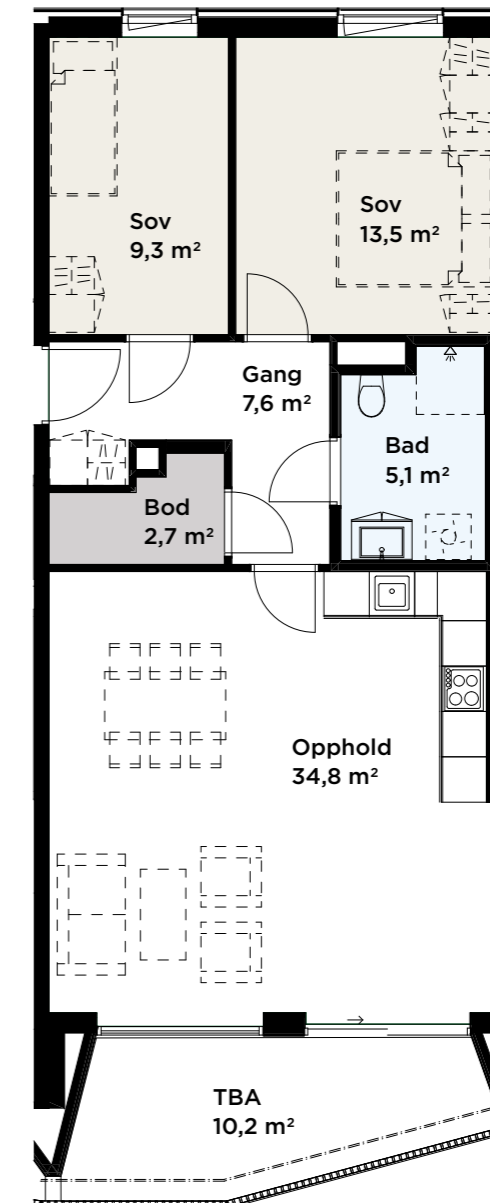 Sov
9,3 m²
Sov
13,5 m²
Gang
7,6 m²
Bad
5,1 m²
Bod
2,7 m²
Opphold
34,8 m²
TBA
10,2 m²